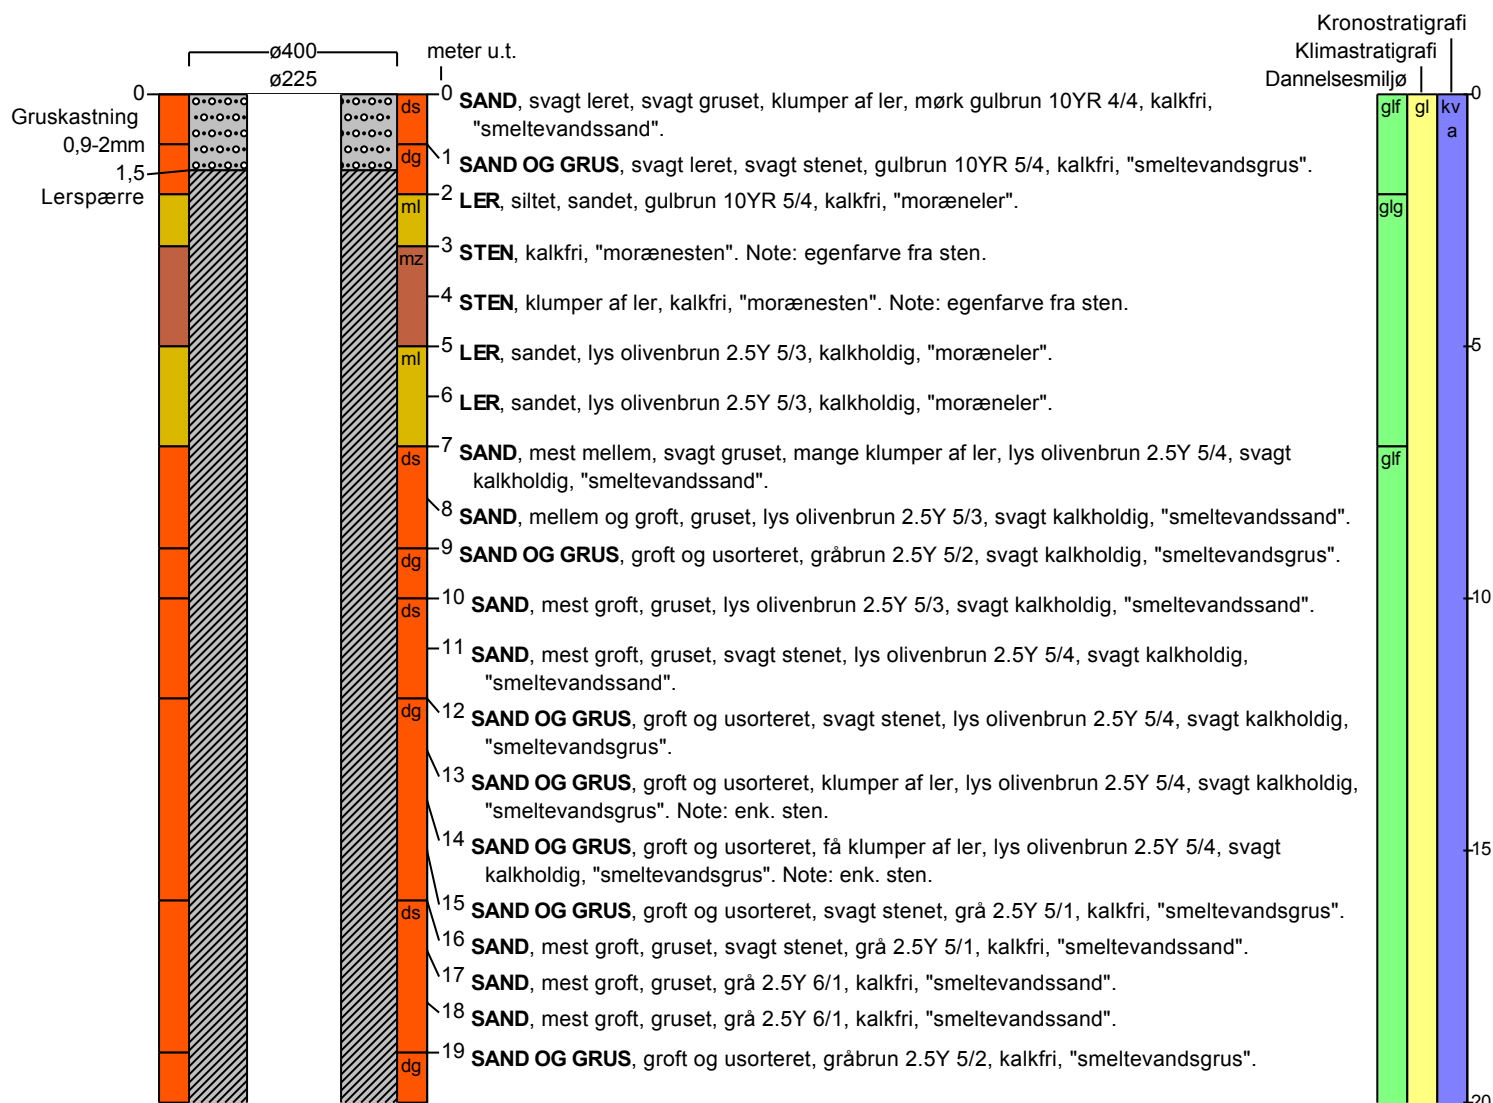 Kronostratigrafi
Klimastratigrafi
Dannelsesmiljø
ø400
ø225
meter u.t.
0
Gruskastning
0,9-2mm
1,5
Lerspærre
ds
0 SAND, svagt leret, svagt gruset, klumper af ler, mørk gulbrun 10YR 4/4, kalkfri,
"smeltevandssand".
dg
1 SAND OG GRUS, svagt leret, svagt stenet, gulbrun 10YR 5/4, kalkfri, "smeltevandsgrus".
ml
2 LER, siltet, sandet, gulbrun 10YR 5/4, kalkfri, "moræneler".
mz
3 STEN, kalkfri, "morænesten". Note: egenfarve fra sten.
4 STEN, klumper af ler, kalkfri, "morænesten". Note: egenfarve fra sten.
ml
5 LER, sandet, lys olivenbrun 2.5Y 5/3, kalkholdig, "moræneler".
6 LER, sandet, lys olivenbrun 2.5Y 5/3, kalkholdig, "moræneler".
ds
7 SAND, mest mellem, svagt gruset, mange klumper af ler, lys olivenbrun 2.5Y 5/4, svagt
kalkholdig, "smeltevandssand".
8 SAND, mellem og groft, gruset, lys olivenbrun 2.5Y 5/3, svagt kalkholdig, "smeltevandssand".
dg
9 SAND OG GRUS, groft og usorteret, gråbrun 2.5Y 5/2, svagt kalkholdig, "smeltevandsgrus".
ds
10 SAND, mest groft, gruset, lys olivenbrun 2.5Y 5/3, svagt kalkholdig, "smeltevandssand".
11 SAND, mest groft, gruset, svagt stenet, lys olivenbrun 2.5Y 5/4, svagt kalkholdig,
"smeltevandssand".
dg
12 SAND OG GRUS, groft og usorteret, svagt stenet, lys olivenbrun 2.5Y 5/4, svagt kalkholdig,
"smeltevandsgrus".
13 SAND OG GRUS, groft og usorteret, klumper af ler, lys olivenbrun 2.5Y 5/4, svagt kalkholdig,
"smeltevandsgrus". Note: enk. sten.
14 SAND OG GRUS, groft og usorteret, få klumper af ler, lys olivenbrun 2.5Y 5/4, svagt
kalkholdig, "smeltevandsgrus". Note: enk. sten.
15 SAND OG GRUS, groft og usorteret, svagt stenet, grå 2.5Y 5/1, kalkfri, "smeltevandsgrus".
ds
16 SAND, mest groft, gruset, svagt stenet, grå 2.5Y 5/1, kalkfri, "smeltevandssand".
17 SAND, mest groft, gruset, grå 2.5Y 6/1, kalkfri, "smeltevandssand".
18 SAND, mest groft, gruset, grå 2.5Y 6/1, kalkfri, "smeltevandssand".
dg
19 SAND OG GRUS, groft og usorteret, gråbrun 2.5Y 5/2, kalkfri, "smeltevandsgrus".
glf gl kv
a
glg
glf
0
5
10
15
20